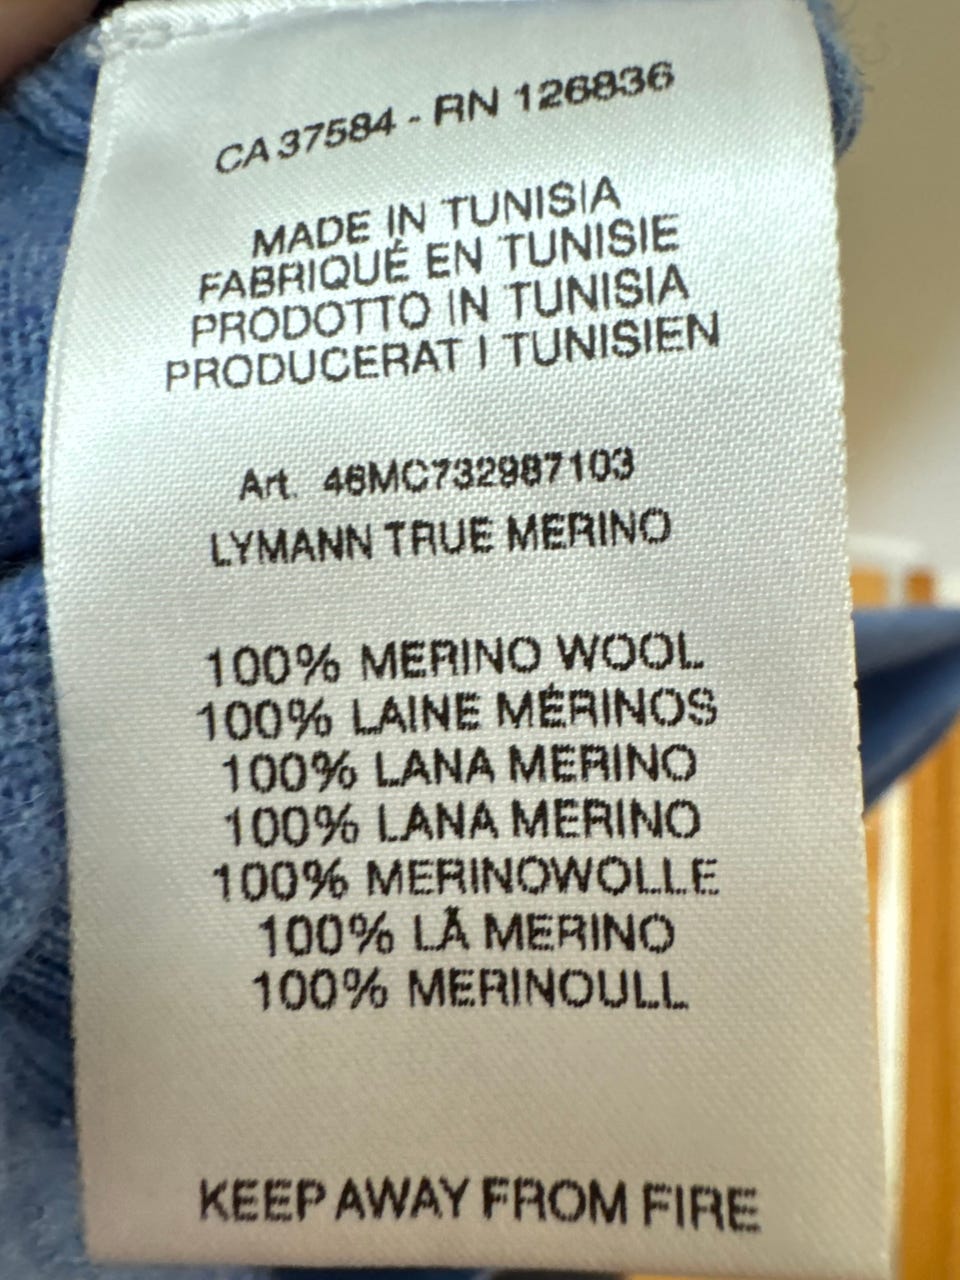 CA 37584 - RN 126836
MADE IN TUNISIA
FABRIQUÉ EN TUNISIE
PRODOTTO IN TUNISIA
PRODUCERAT I TUNISIEN
Art. 46MC732987103
LYMANN TRUE MERINO
100% MERINO WOOL
100% LAINE MÉRINOS
100% LANA MERINO
100% LANA MERINO
100% MERINOWOLLE
100% LÃ MERINO
100% MERINOULL
KEEP AWAY FROM FIRE